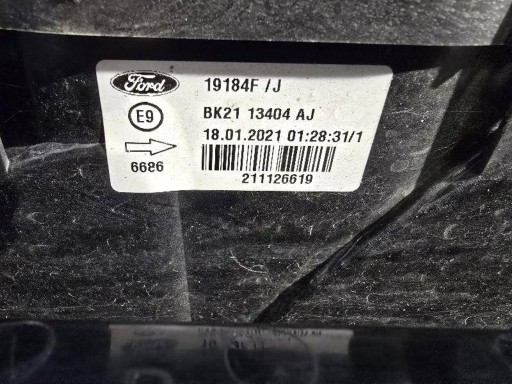 Ford
19184F /J
E9
BK21 13404 AJ
18.01.2021 01:28:31/1
6686
211126619